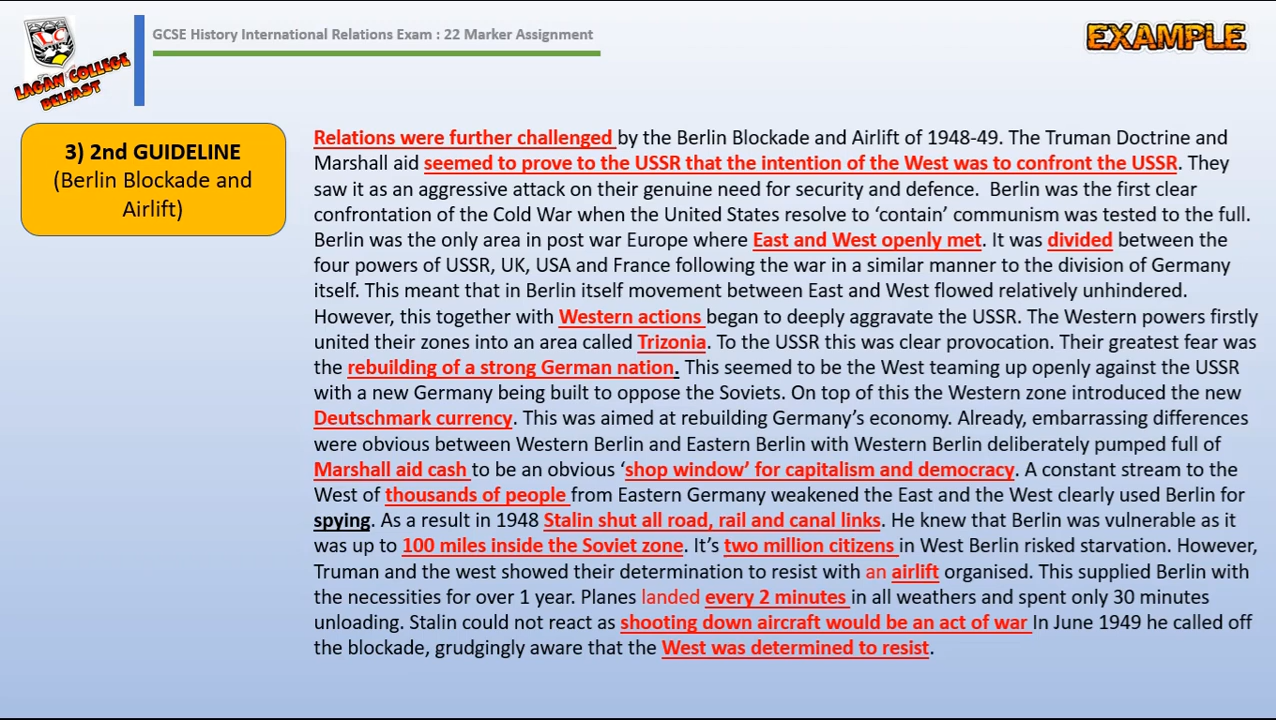 LC
LAGAN COLLEGE
BELFAST
GCSE History International Relations Exam : 22 Marker Assignment
EXAMPLE
3) 2nd GUIDELINE
(Berlin Blockade and
Airlift)
Relations were further challenged by the Berlin Blockade and Airlift of 1948-49. The Truman Doctrine and
Marshall aid seemed to prove to the USSR that the intention of the West was to confront the USSR. They
saw it as an aggressive attack on their genuine need for security and defence.  Berlin was the first clear
confrontation of the Cold War when the United States resolve to ‘contain’ communism was tested to the full.
Berlin was the only area in post war Europe where East and West openly met. It was divided between the
four powers of USSR, UK, USA and France following the war in a similar manner to the division of Germany
itself. This meant that in Berlin itself movement between East and West flowed relatively unhindered.
However, this together with Western actions began to deeply aggravate the USSR. The Western powers firstly
united their zones into an area called Trizonia. To the USSR this was clear provocation. Their greatest fear was
the rebuilding of a strong German nation. This seemed to be the West teaming up openly against the USSR
with a new Germany being built to oppose the Soviets. On top of this the Western zone introduced the new
Deutschmark currency. This was aimed at rebuilding Germany’s economy. Already, embarrassing differences
were obvious between Western Berlin and Eastern Berlin with Western Berlin deliberately pumped full of
Marshall aid cash to be an obvious ‘shop window’ for capitalism and democracy. A constant stream to the
West of thousands of people from Eastern Germany weakened the East and the West clearly used Berlin for
spying. As a result in 1948 Stalin shut all road, rail and canal links. He knew that Berlin was vulnerable as it
was up to 100 miles inside the Soviet zone. It’s two million citizens in West Berlin risked starvation. However,
Truman and the west showed their determination to resist with an airlift organised. This supplied Berlin with
the necessities for over 1 year. Planes landed every 2 minutes in all weathers and spent only 30 minutes
unloading. Stalin could not react as shooting down aircraft would be an act of war In June 1949 he called off
the blockade, grudgingly aware that the West was determined to resist.